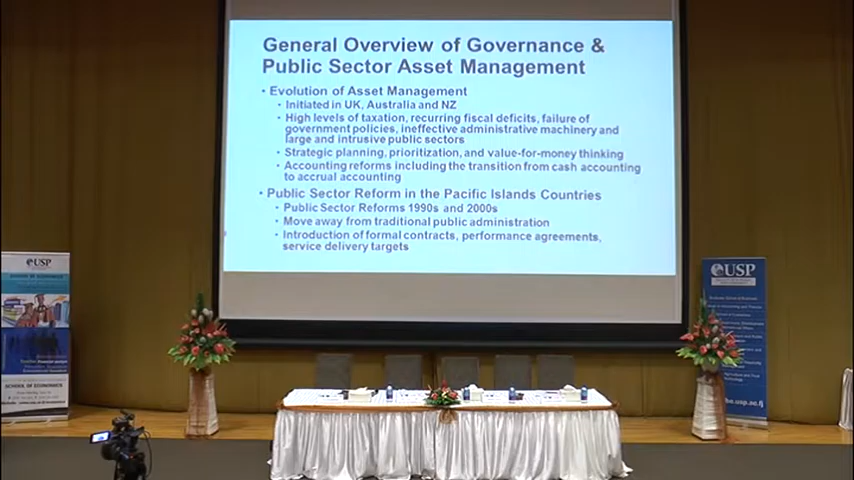 General Overview of Governance &
Public Sector Asset Management
• Evolution of Asset Management
• Initiated in UK, Australia and NZ
• High levels of taxation, recurring fiscal deficits, failure of
government policies, ineffective administrative machinery and
large and intrusive public sectors
• Strategic planning, prioritization, and value-for-money thinking
• Accounting reforms including the transition from cash accounting
to accrual accounting
• Public Sector Reform in the Pacific Islands Countries
• Public Sector Reforms 1990s and 2000s
• Move away from traditional public administration
• Introduction of formal contracts, performance agreements,
service delivery targets
USP
SCHOOL OF ECONOMICS
SCHOOL OF ECONOMICS
USP